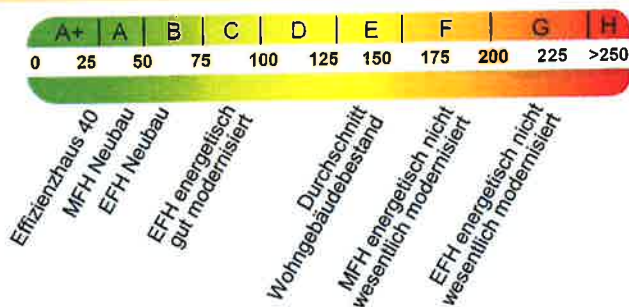 A+ A B C D E F G H
0 25 50 75 100 125 150 175 200 225 >250
Effizienzhaus 40
MFH Neubau
EFH Neubau
EFH energetisch
gut modernisiert
Durchschnitt
Wohngebäudebestand
MFH energetisch nicht
wesentlich modernisiert
EFH energetisch nicht
wesentlich modernisiert